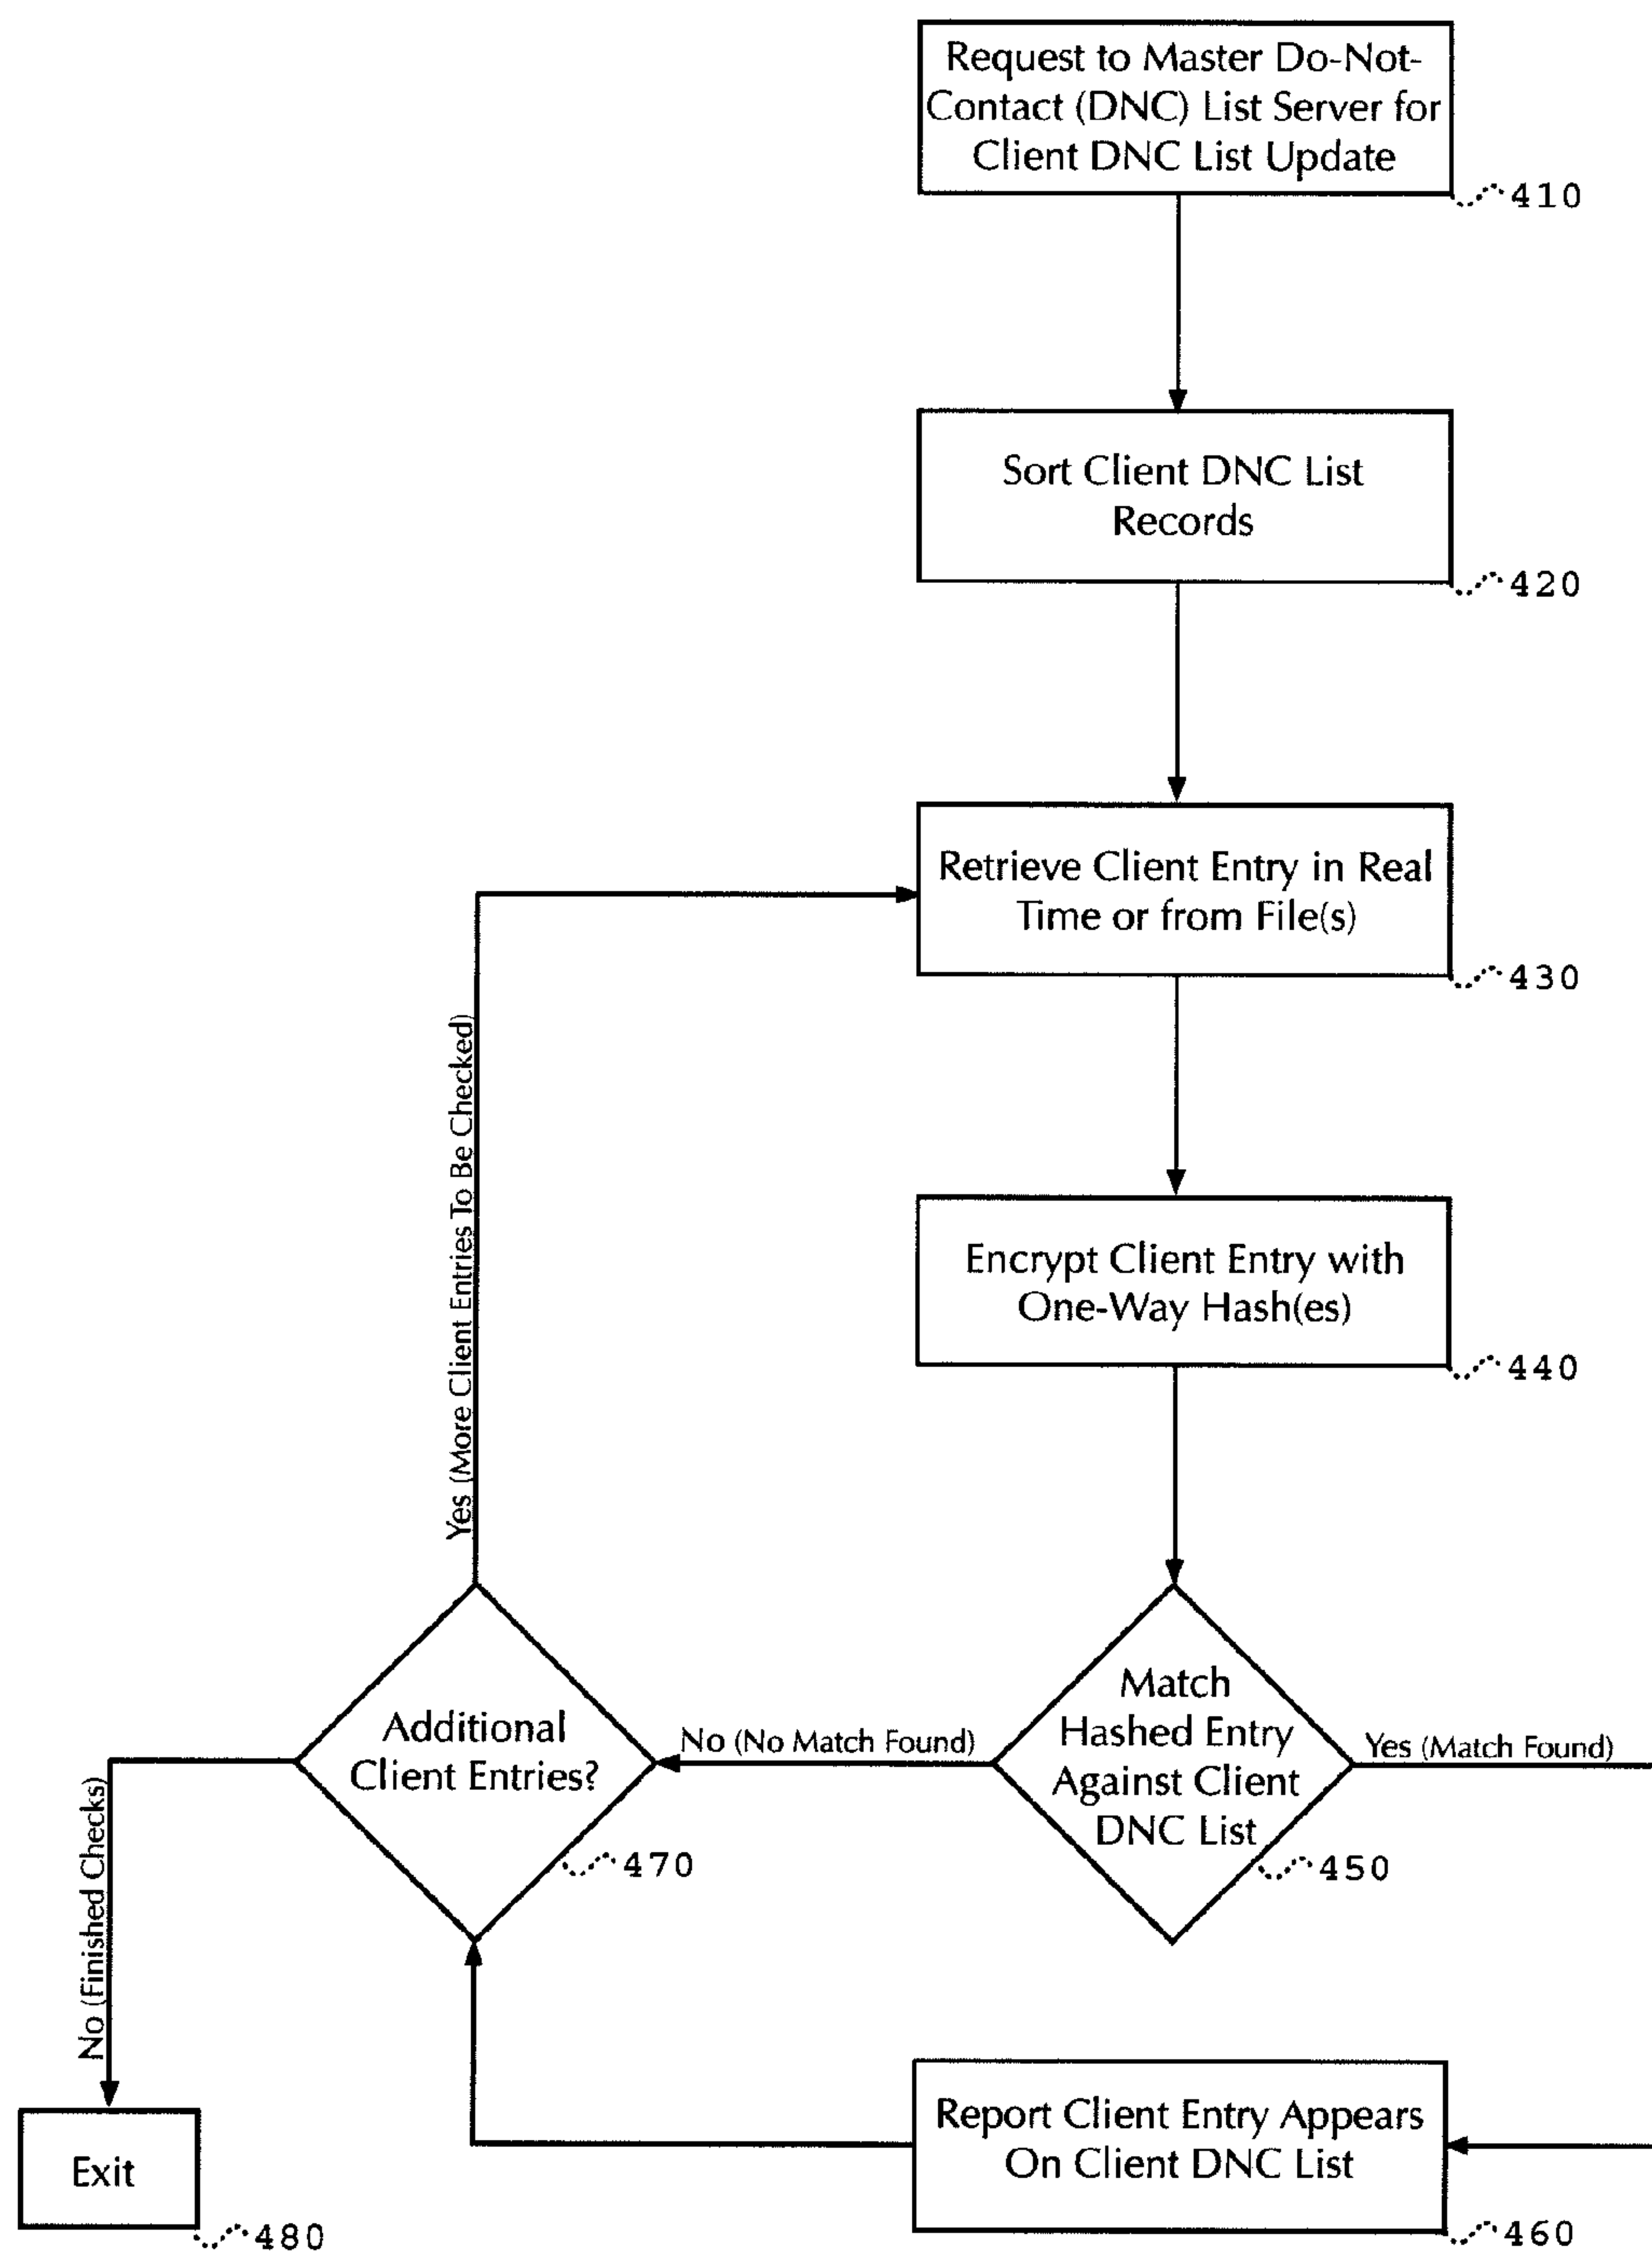 Request to Master Do-Not-
Contact (DNC) List Server for
Client DNC List Update
410
Sort Client DNC List
Records
420
Retrieve Client Entry in Real
Time or from File(s)
430
Encrypt Client Entry with
One-Way Hash(es)
440
Yes (More Client Entries To Be Checked)
Match
Hashed Entry
Against Client
DNC List
450
No (No Match Found)
Yes (Match Found)
Additional
Client Entries?
470
No (Finished Checks)
Report Client Entry Appears
On Client DNC List
460
Exit
480